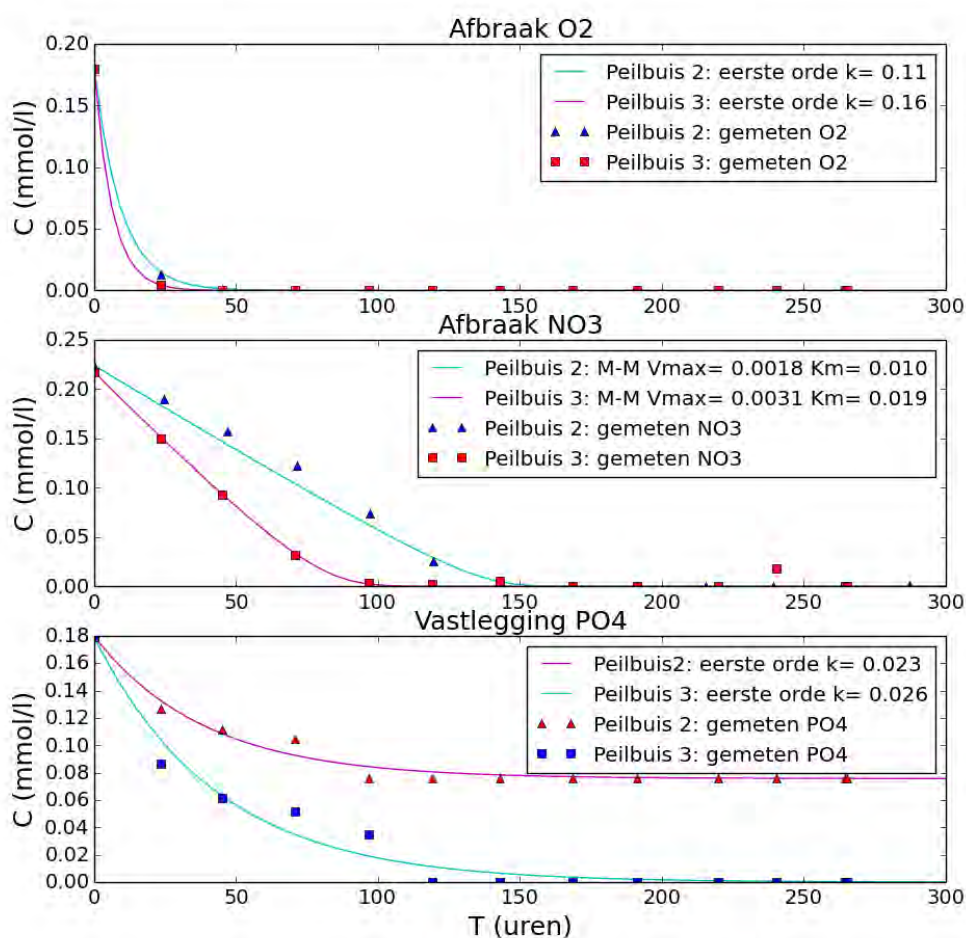 Afbraak O2
0.20
0.15
0.10
0.05
0.00
C (mmol/l)
Peilbuis 2: eerste orde k= 0.11
Peilbuis 3: eerste orde k= 0.16
Peilbuis 2: gemeten O2
Peilbuis 3: gemeten O2
0 50 100 150 200 250 300
Afbraak NO3
0.25
0.20
0.15
0.10
0.05
0.00
C (mmol/l)
Peilbuis 2: M-M Vmax= 0.0018 Km= 0.010
Peilbuis 3: M-M Vmax= 0.0031 Km= 0.019
Peilbuis 2: gemeten NO3
Peilbuis 3: gemeten NO3
0 50 100 150 200 250 300
Vastlegging PO4
0.18
0.16
0.14
0.12
0.10
0.08
0.06
0.04
0.02
0.00
C (mmol/l)
Peilbuis2: eerste orde k= 0.023
Peilbuis 3: eerste orde k= 0.026
Peilbuis 2: gemeten PO4
Peilbuis 3: gemeten PO4
0 50 100 150 200 250 300
T (uren)